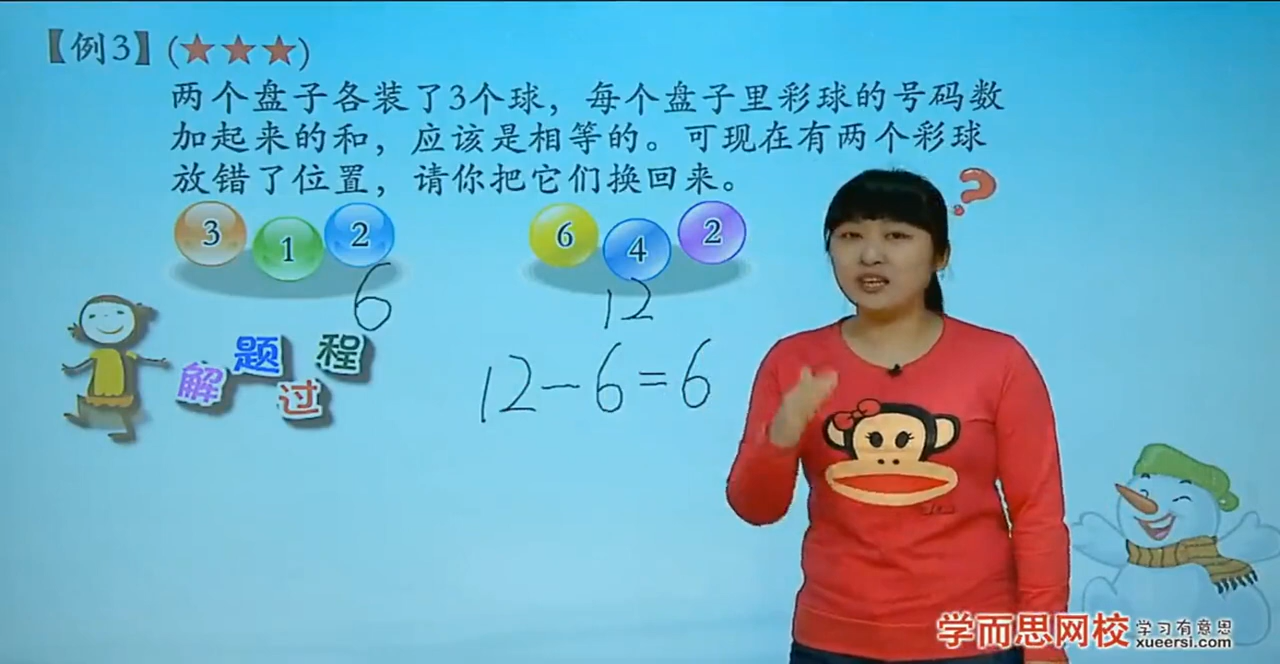 【例3】(★★★)
两个盘子各装了3个球，每个盘子里彩球的号码数
加起来的和，应该是相等的。可现在有两个彩球
放错了位置，请你把它们换回来。
3 1 2 6 4 2
6 12
解题过程
12-6=6
学而思网校 学习有意思
xueersi.com